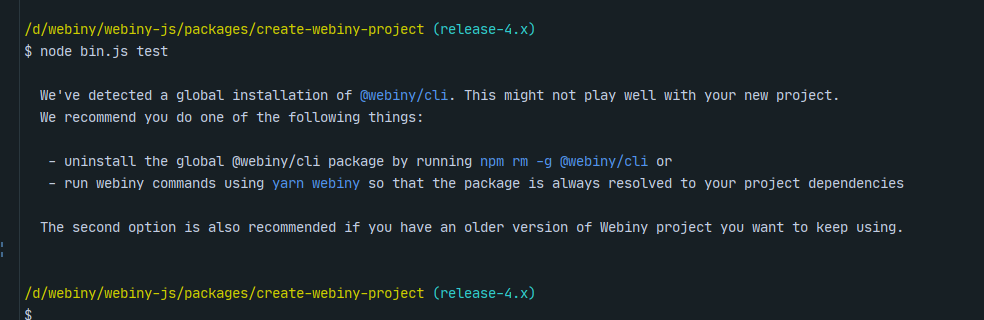 /d/webiny/webiny-js/packages/create-webiny-project (release-4.x)
$ node bin.js test
We've detected a global installation of @webiny/cli. This might not play well with your new project.
We recommend you do one of the following things:
- uninstall the global @webiny/cli package by running npm rm -g @webiny/cli or
- run webiny commands using yarn webiny so that the package is always resolved to your project dependencies
The second option is also recommended if you have an older version of Webiny project you want to keep using.
/d/webiny/webiny-js/packages/create-webiny-project (release-4.x)
$